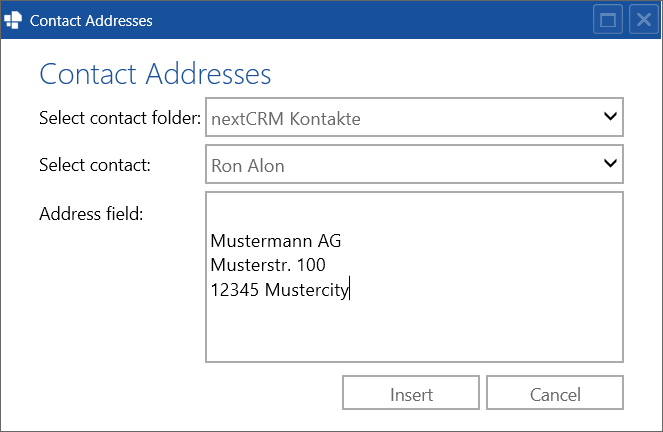 Contact Addresses
Contact Addresses
Select contact folder: nextCRM Kontakte
Select contact: Ron Alon
Address field:
Mustermann AG
Musterstr. 100
12345 Mustercity
Insert Cancel